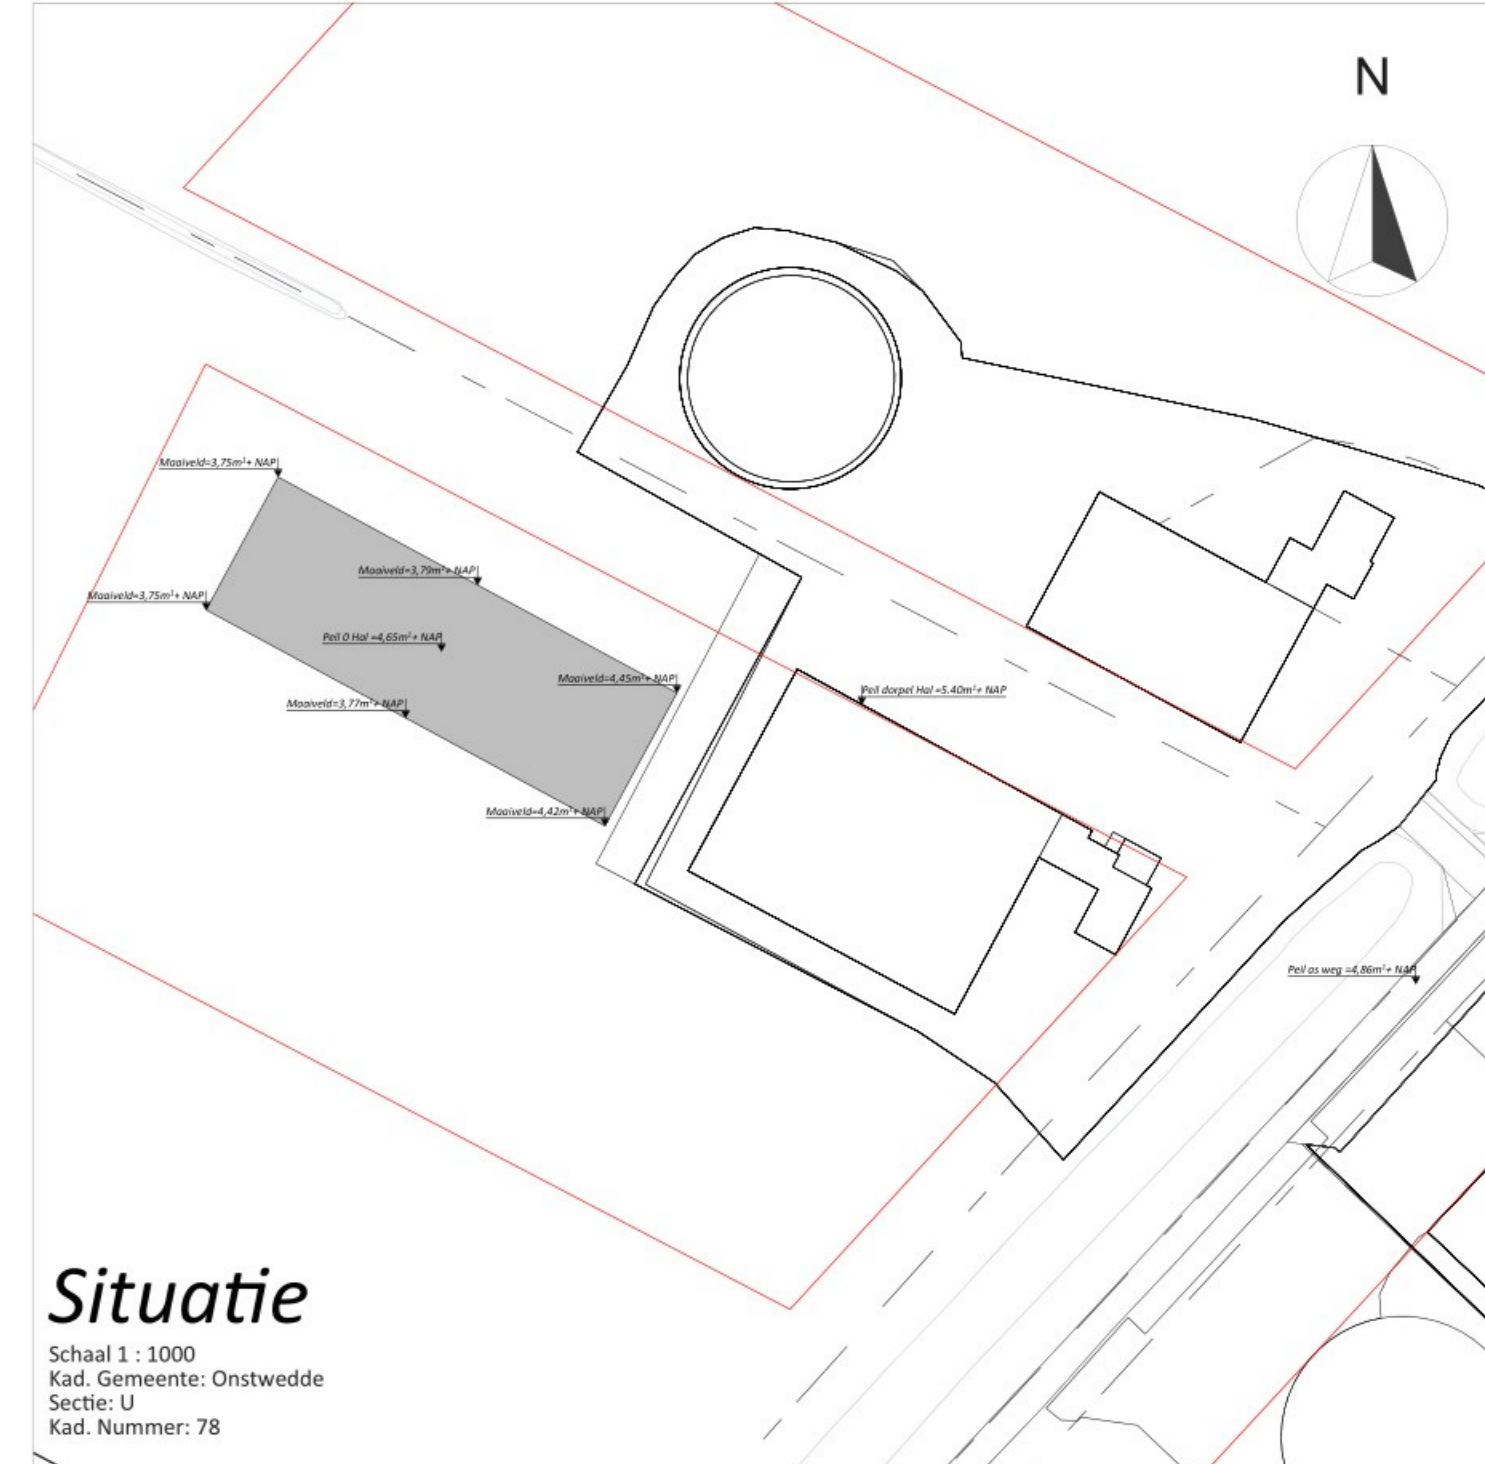 N
Maaiveld=3,75m¹+ NAP
Maaiveld=3,79m¹+ NAP
Maaiveld=3,75m¹+ NAP
Peil 0 Hal =4,65m¹+ NAP
Maaiveld=4,45m¹+ NAP
Peil dorpel Hal =5.40m¹+ NAP
Maaiveld=3,77m¹+ NAP
Maaiveld=4,42m¹+ NAP
Peil as weg =4,86m¹+ NAP
Situatie
Schaal 1 : 1000
Kad. Gemeente: Onstwedde
Sectie: U
Kad. Nummer: 78